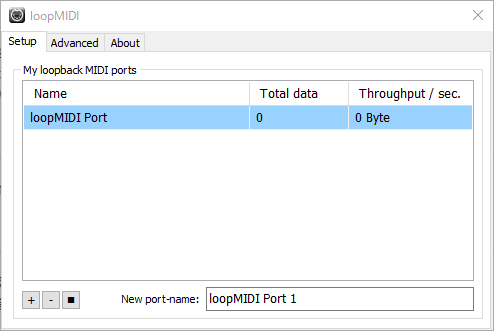 loopMIDI
Setup Advanced About
My loopback MIDI ports
Name Total data Throughput / sec.
loopMIDI Port 0 0 Byte
+ - ■ New port-name: loopMIDI Port 1